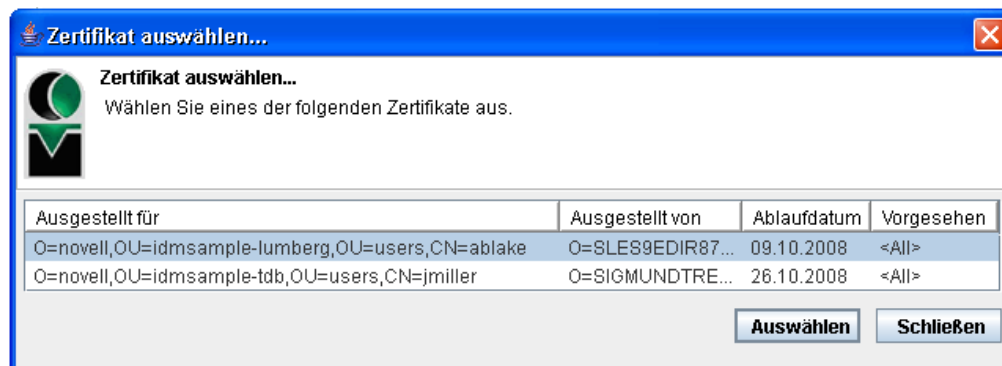 Zertifikat auswählen...
Zertifikat auswählen...
Wählen Sie eines der folgenden Zertifikate aus.
Ausgestellt für Ausgestellt von Ablaufdatum Vorgesehen
O=novell,OU=idmsample-lumberg,OU=users,CN=ablake O=SLES9EDIR87... 09.10.2008 <All>
O=novell,OU=idmsample-tdb,OU=users,CN=jmiller O=SIGMUNDTRE... 26.10.2008 <All>
Auswählen Schließen